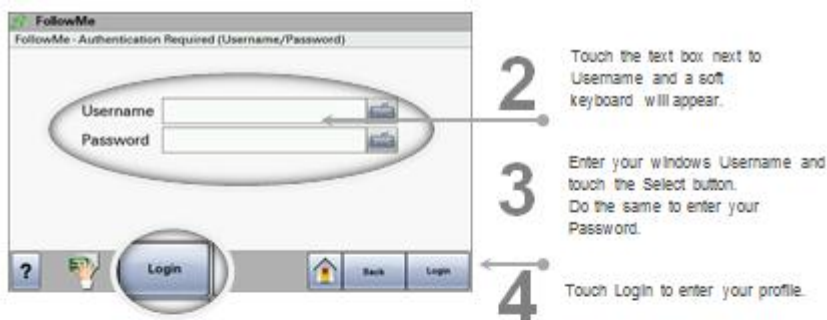 FollowMe
FollowMe - Authentication Required (Username/Password)
Username
Password
?
Login
Back
Login
2
Touch the text box next to
Username and a soft
keyboard will appear.
3
Enter your windows Username and
touch the Select button.
Do the same to enter your
Password.
4
Touch Login to enter your profile.